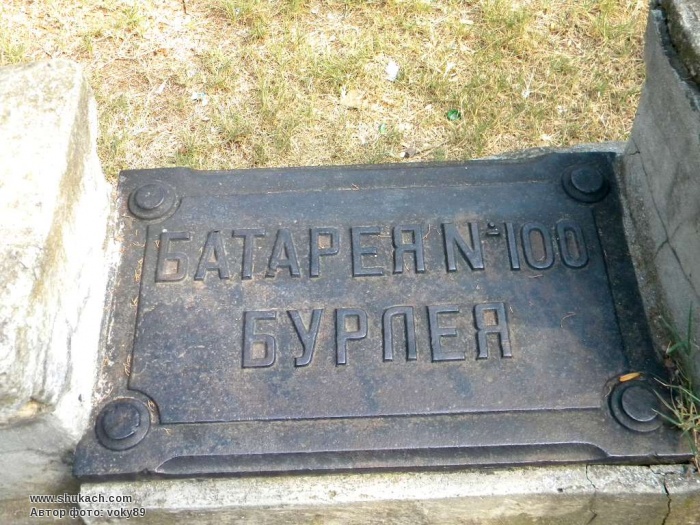 БАТАРЕЯ № 100
БУРЛЕЯ
www.shukach.com
Автор фото: voky89